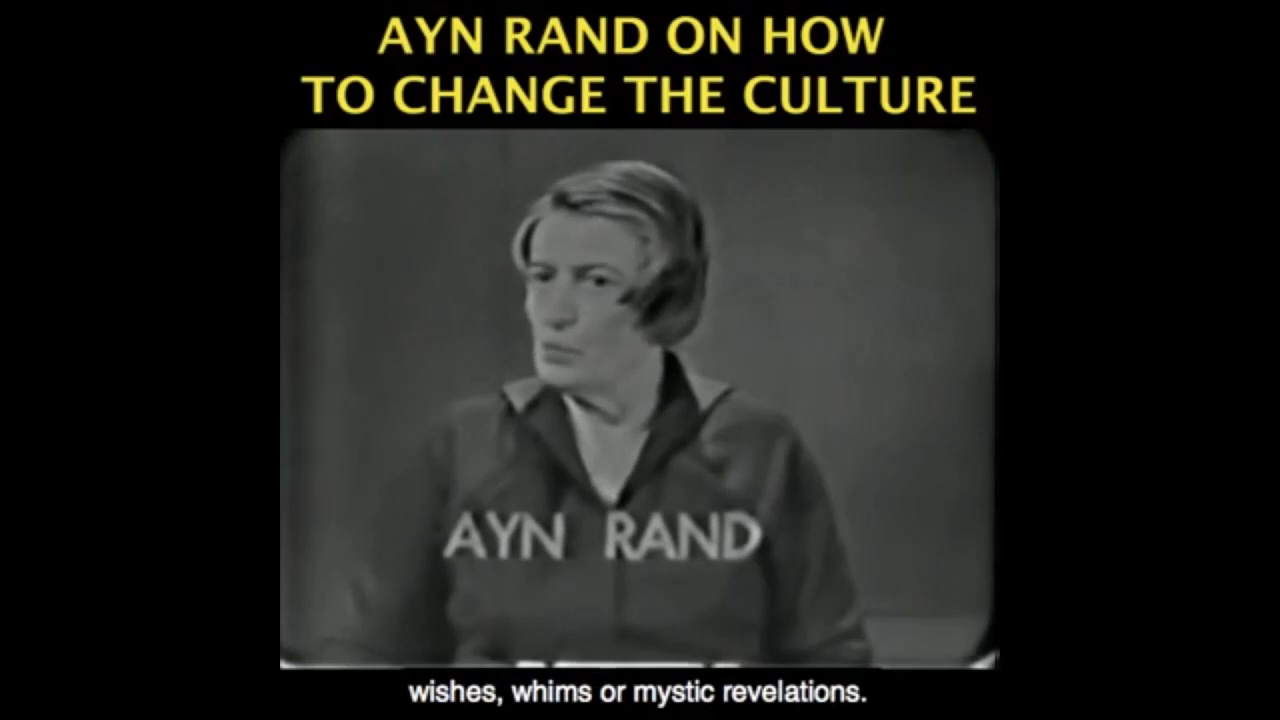 AYN RAND ON HOW
TO CHANGE THE CULTURE
AYN RAND
wishes, whims or mystic revelations.